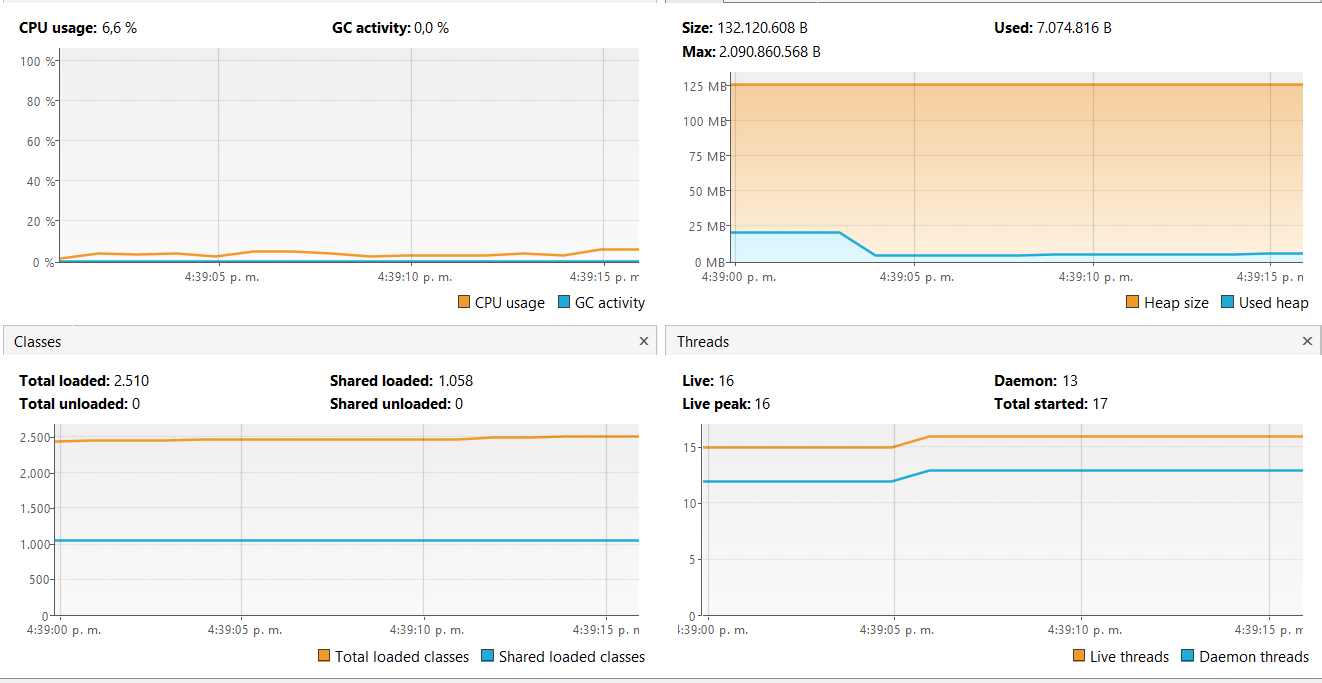 CPU usage: 6,6 %
GC activity: 0,0 %
100 %
80 %
60 %
40 %
20 %
0 %
4:39:05 p. m.
4:39:10 p. m.
4:39:15 p. m
CPU usage
GC activity
Size: 132.120.608 B
Used: 7.074.816 B
Max: 2.090.860.568 B
125 MB
100 MB
75 MB
50 MB
25 MB
0 MB
4:39:00 p. m.
4:39:05 p. m.
4:39:10 p. m.
4:39:15 p. m
Heap size
Used heap
Classes
Total loaded: 2.510
Shared loaded: 1.058
Total unloaded: 0
Shared unloaded: 0
2.500
2.000
1.500
1.000
500
0
4:39:00 p. m.
4:39:05 p. m.
4:39:10 p. m.
4:39:15 p. m
Total loaded classes
Shared loaded classes
Threads
Live: 16
Daemon: 13
Live peak: 16
Total started: 17
15
10
5
0
:39:00 p. m.
4:39:05 p. m.
4:39:10 p. m.
4:39:15 p. m
Live threads
Daemon threads